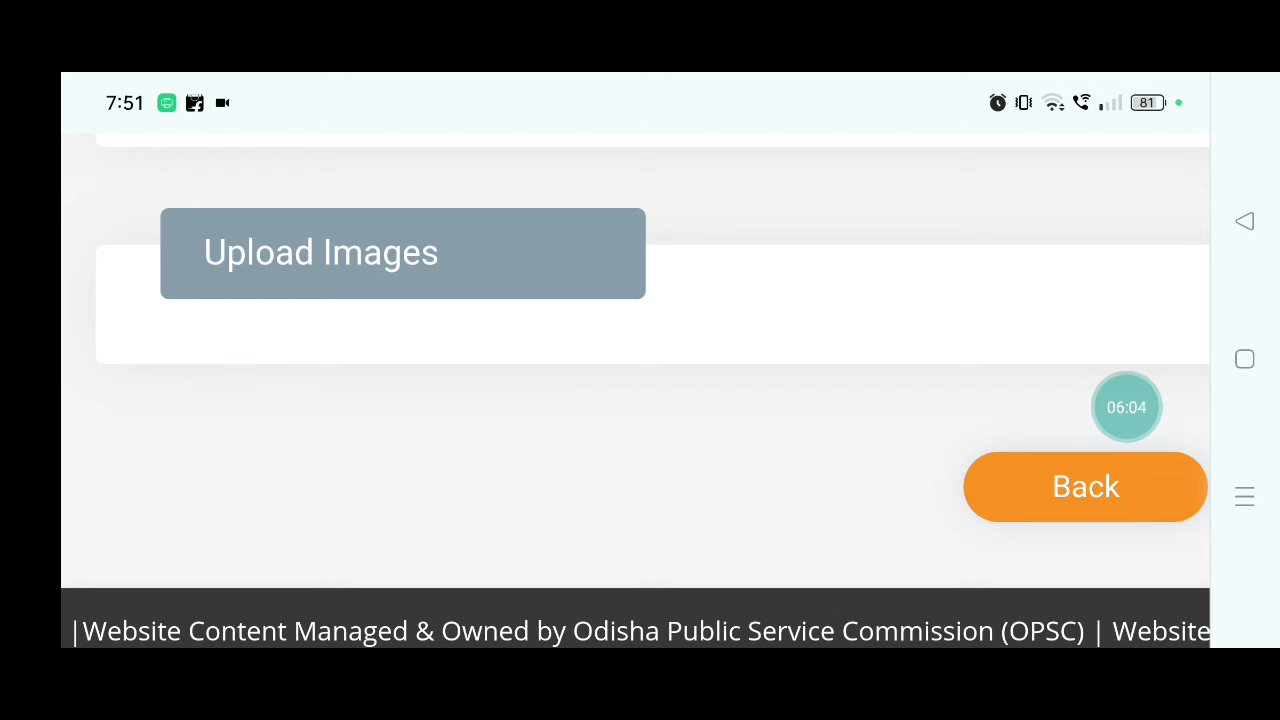 7:51
81
Upload Images
06:04
Back
|Website Content Managed & Owned by Odisha Public Service Commission (OPSC) | Website